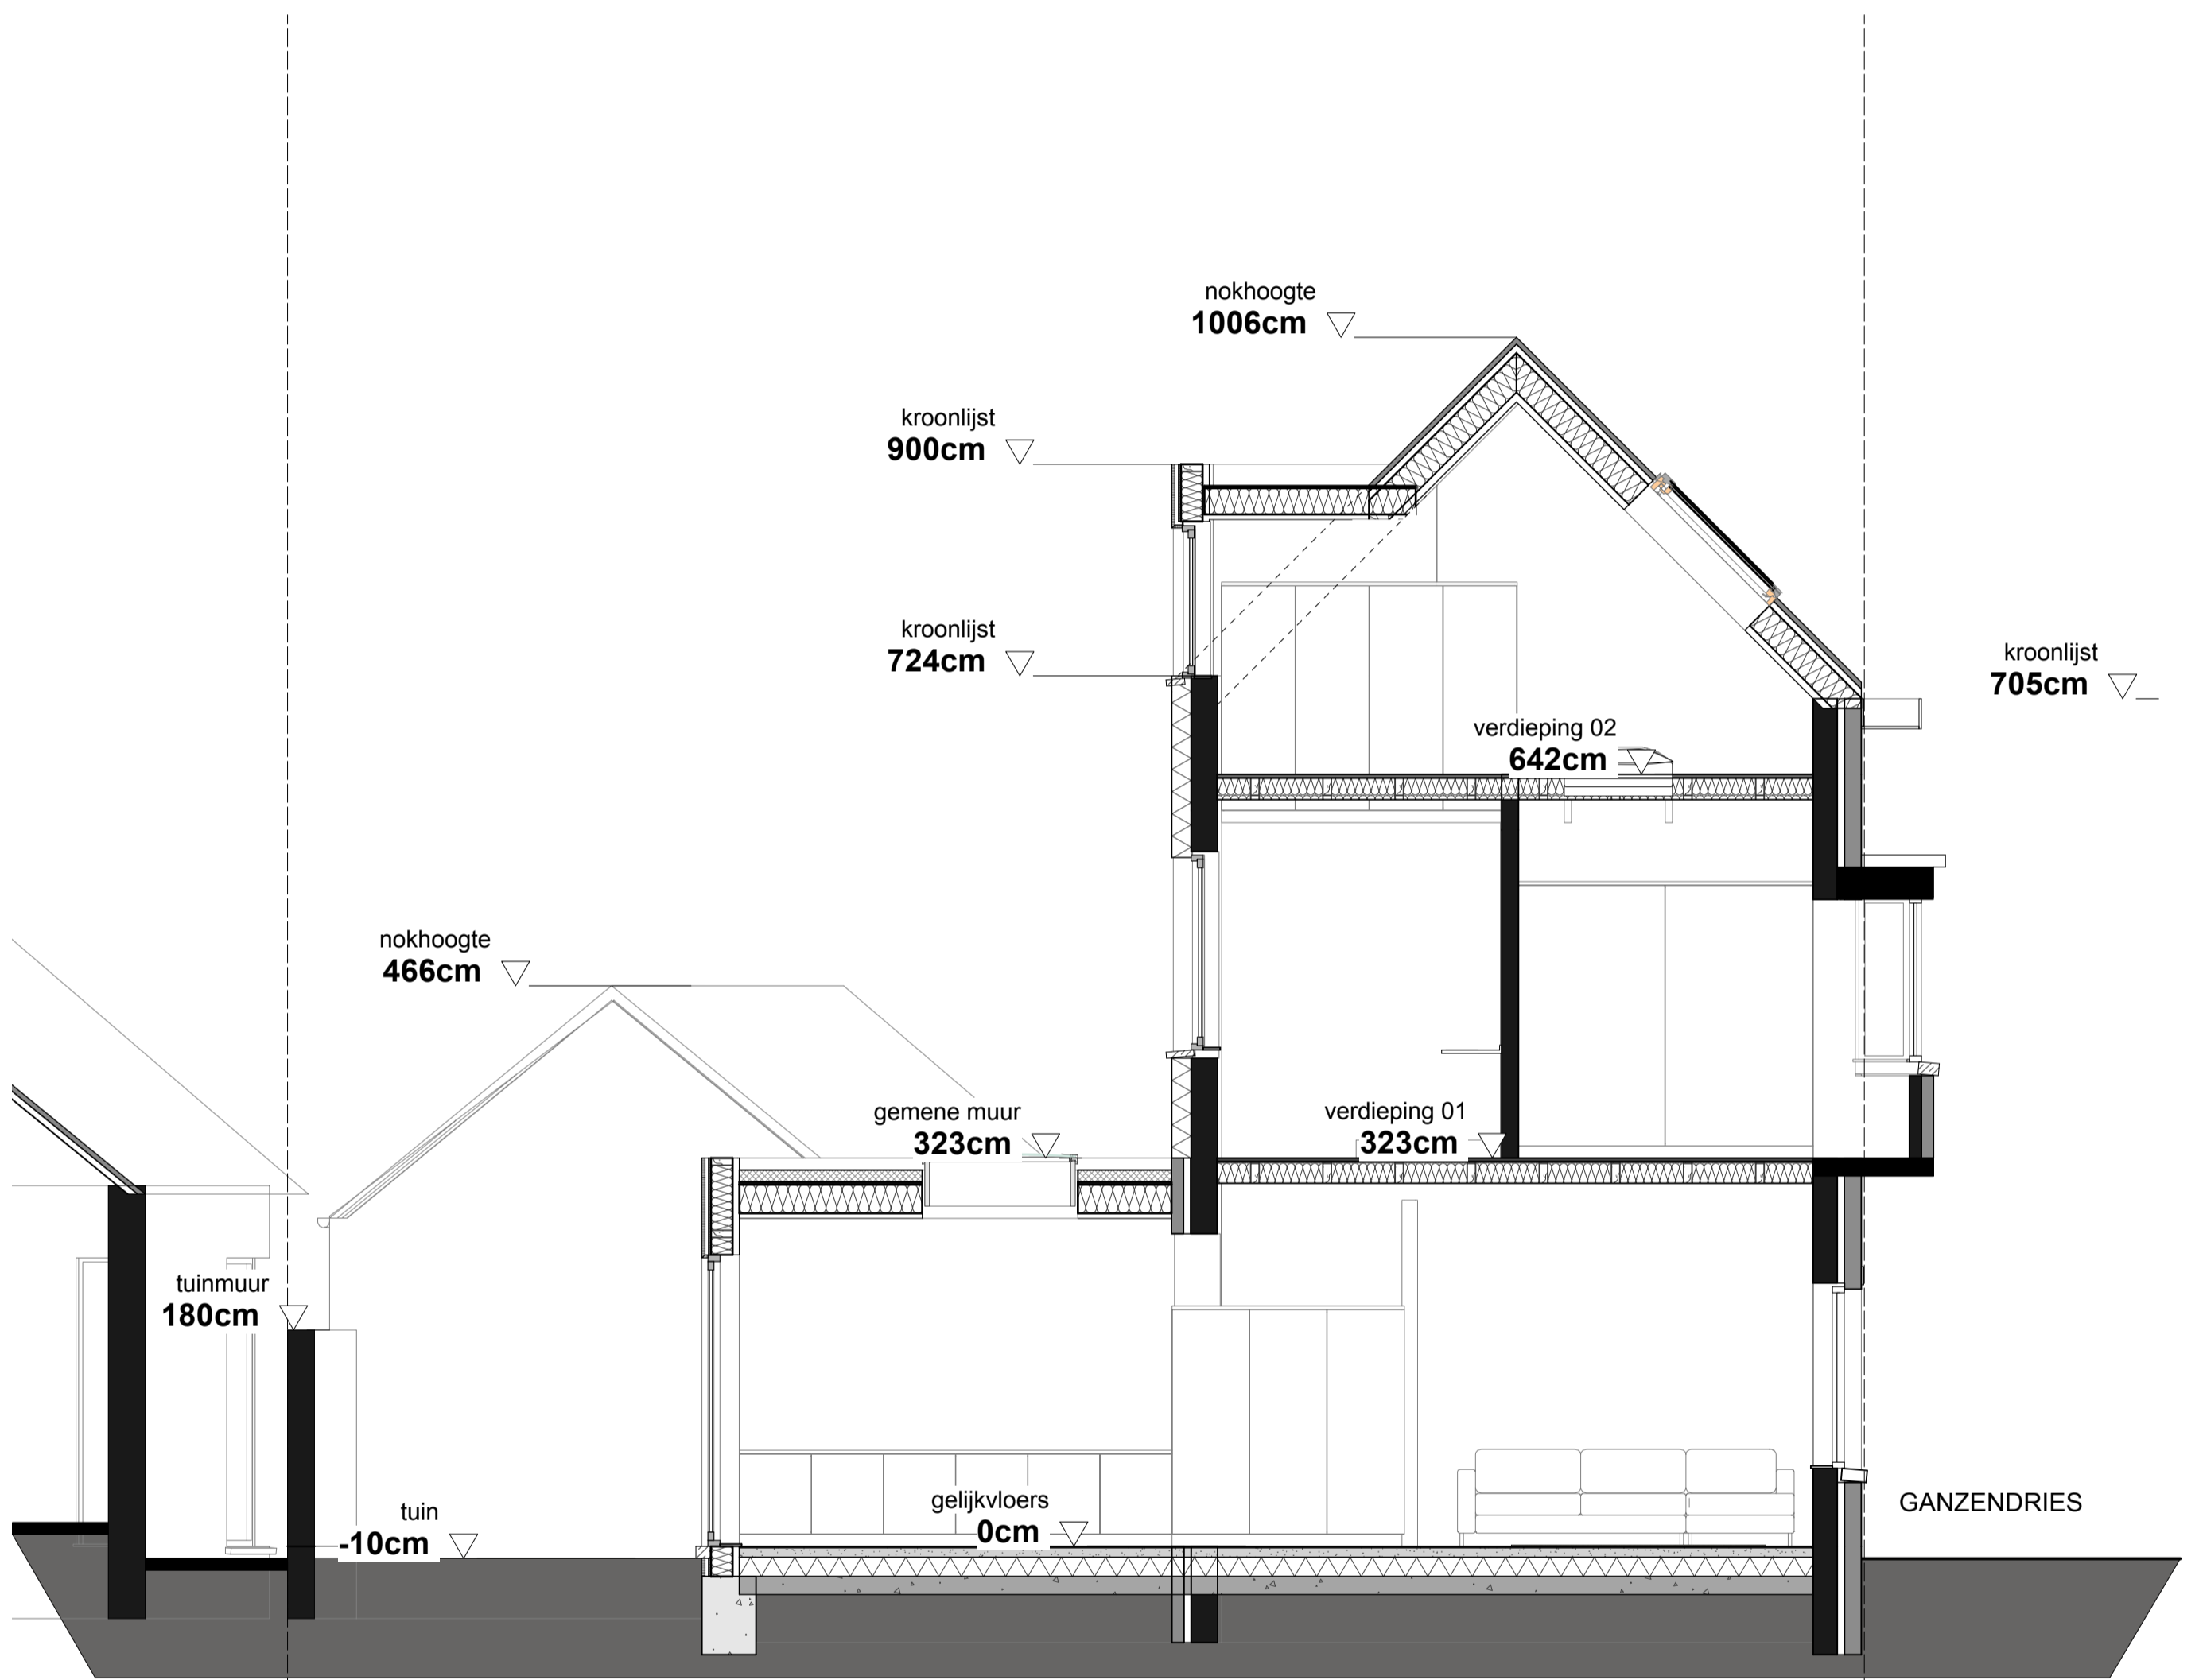 nokhoogte
1006cm
kroonlijst
900cm
kroonlijst
724cm
kroonlijst
705cm
verdieping 02
642cm
nokhoogte
466cm
gemene muur
323cm
verdieping 01
323cm
tuinmuur
180cm
gelijkvloers
0cm
GANZENDRIES
tuin
-10cm